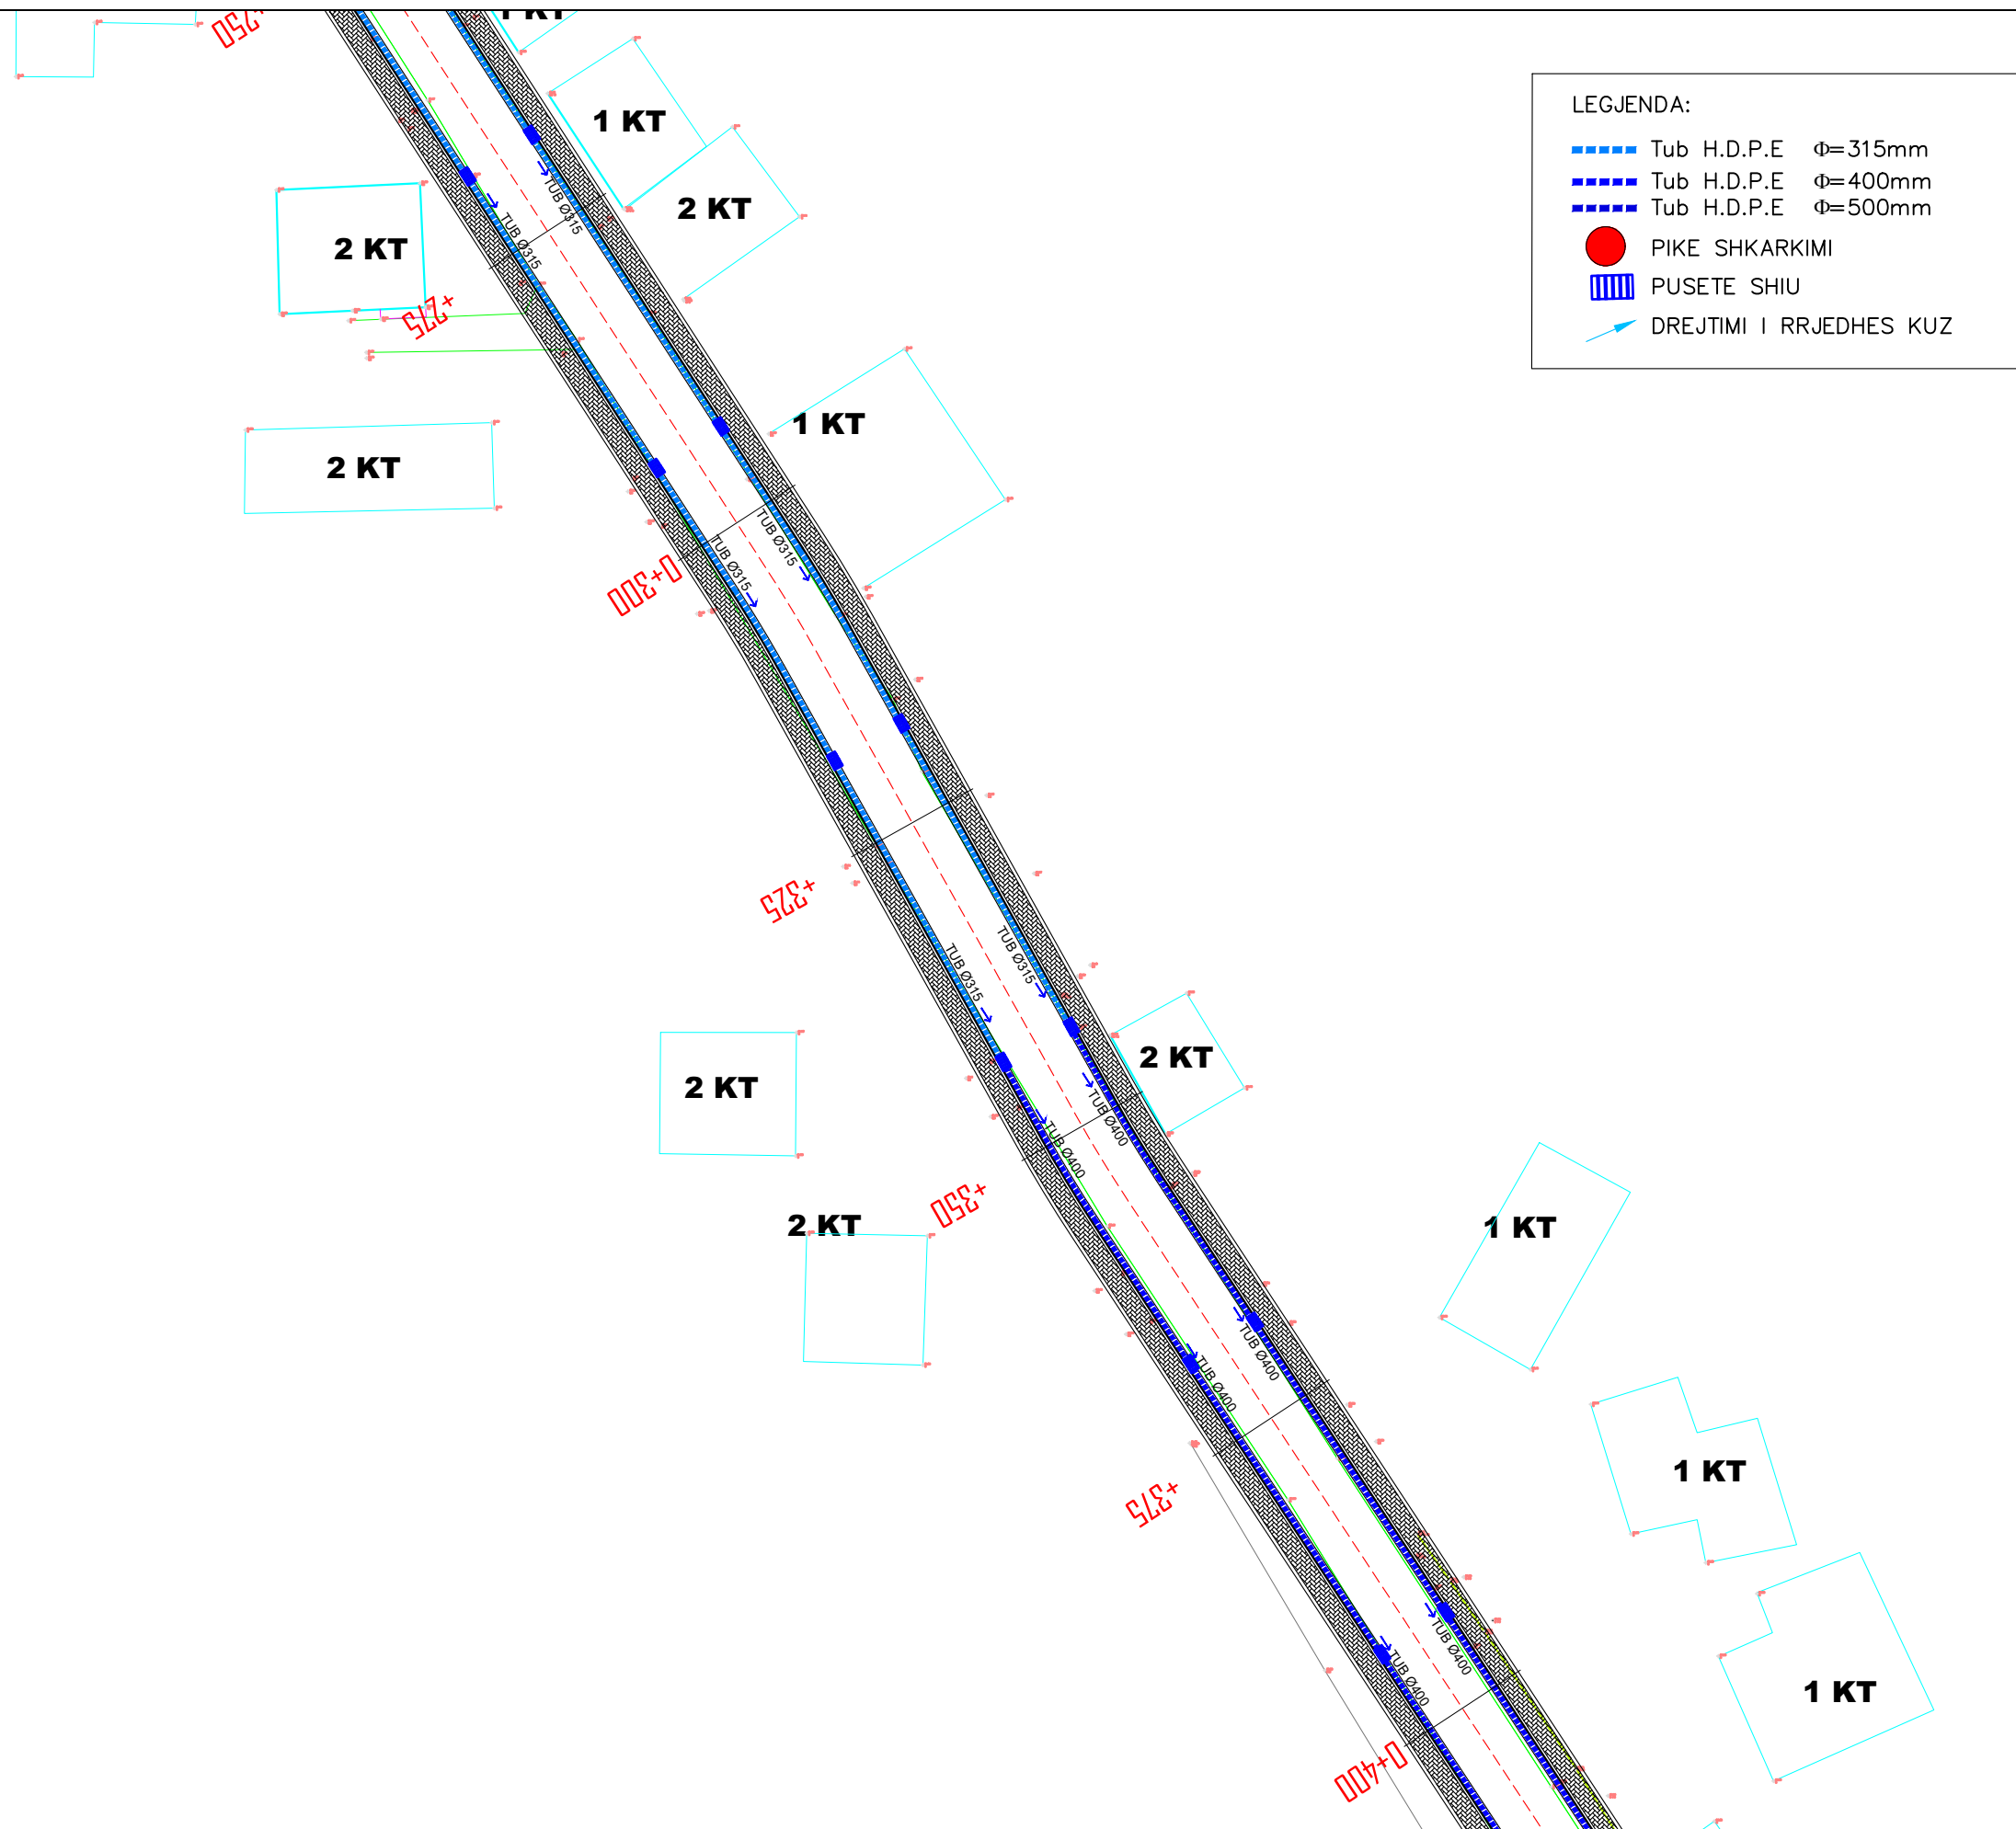 +250
1 KT
1 KT
2 KT
2 KT
TUB Ø315
TUB Ø315
+275
LEGJENDA:
Tub H.D.P.E Φ=315mm
Tub H.D.P.E Φ=400mm
Tub H.D.P.E Φ=500mm
PIKE SHKARKIMI
PUSETE SHIU
DREJTIMI I RRJEDHES KUZ
1 KT
2 KT
TUB Ø315
TUB Ø315
0+300
+325
TUB Ø315
TUB Ø315
2 KT
2 KT
TUB Ø400
TUB Ø400
+350
2 KT
1 KT
TUB Ø400
TUB Ø400
+375
1 KT
TUB Ø400
TUB Ø400
1 KT
0+400